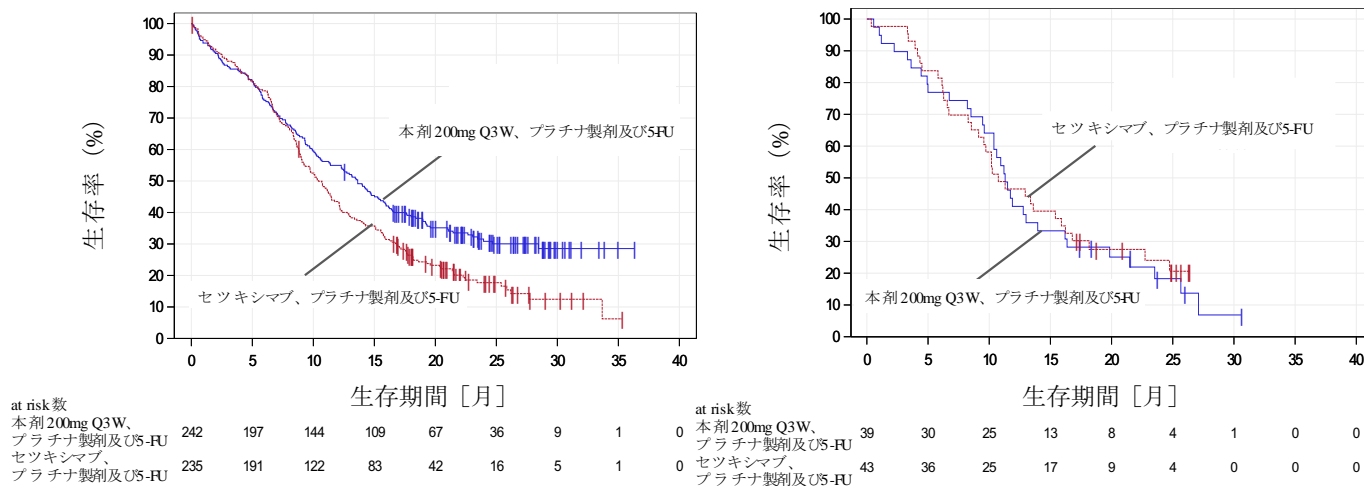 100
90
80
70
60
50
40
30
20
10
0
生存率 (%)
本剤200mg Q3W、プラチナ製剤及び5-FU
セツキシマブ、プラチナ製剤及び5-FU
0 5 10 15 20 25 30 35 40
生存期間 [月]
at risk数
本剤200mg Q3W、
プラチナ製剤及び5-FU
242 197 144 109 67 36 9 1 0
セツキシマブ、
プラチナ製剤及び5-FU
235 191 122 83 42 16 5 1 0
100
90
80
70
60
50
40
30
20
10
0
生存率 (%)
セツキシマブ、プラチナ製剤及び5-FU
本剤200mg Q3W、プラチナ製剤及び5-FU
0 5 10 15 20 25 30 35 40
生存期間 [月]
at risk数
本剤200mg Q3W、
プラチナ製剤及び5-FU
39 30 25 13 8 4 1 0 0
セツキシマブ、
プラチナ製剤及び5-FU
43 36 25 17 9 4 0 0 0